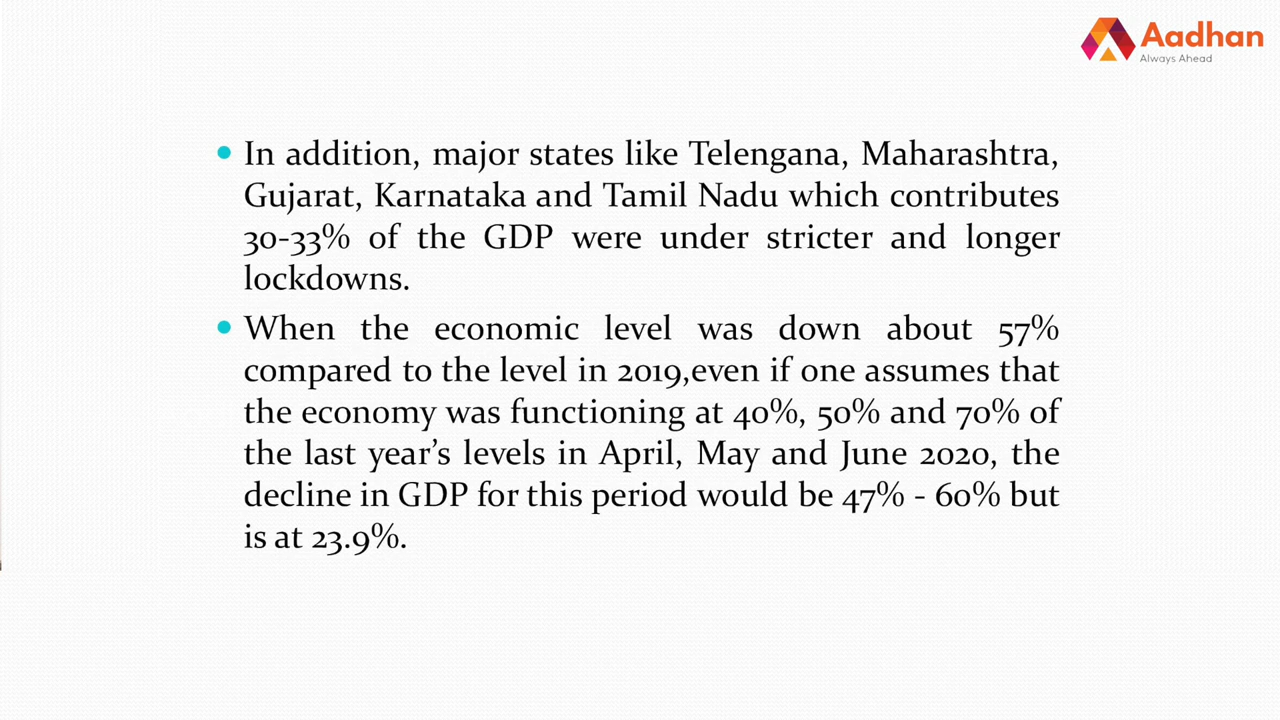 Aadhan
Always Ahead
• In addition, major states like Telengana, Maharashtra,
Gujarat, Karnataka and Tamil Nadu which contributes
30-33% of the GDP were under stricter and longer
lockdowns.
• When the economic level was down about 57%
compared to the level in 2019,even if one assumes that
the economy was functioning at 40%, 50% and 70% of
the last year’s levels in April, May and June 2020, the
decline in GDP for this period would be 47% - 60% but
is at 23.9%.